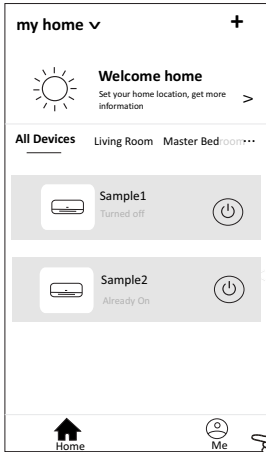 my home
Welcome home
Set your home location, get more
information
All Devices Living Room Master Bedroom
Sample1
Turned off
Sample2
Already On
Home
Me